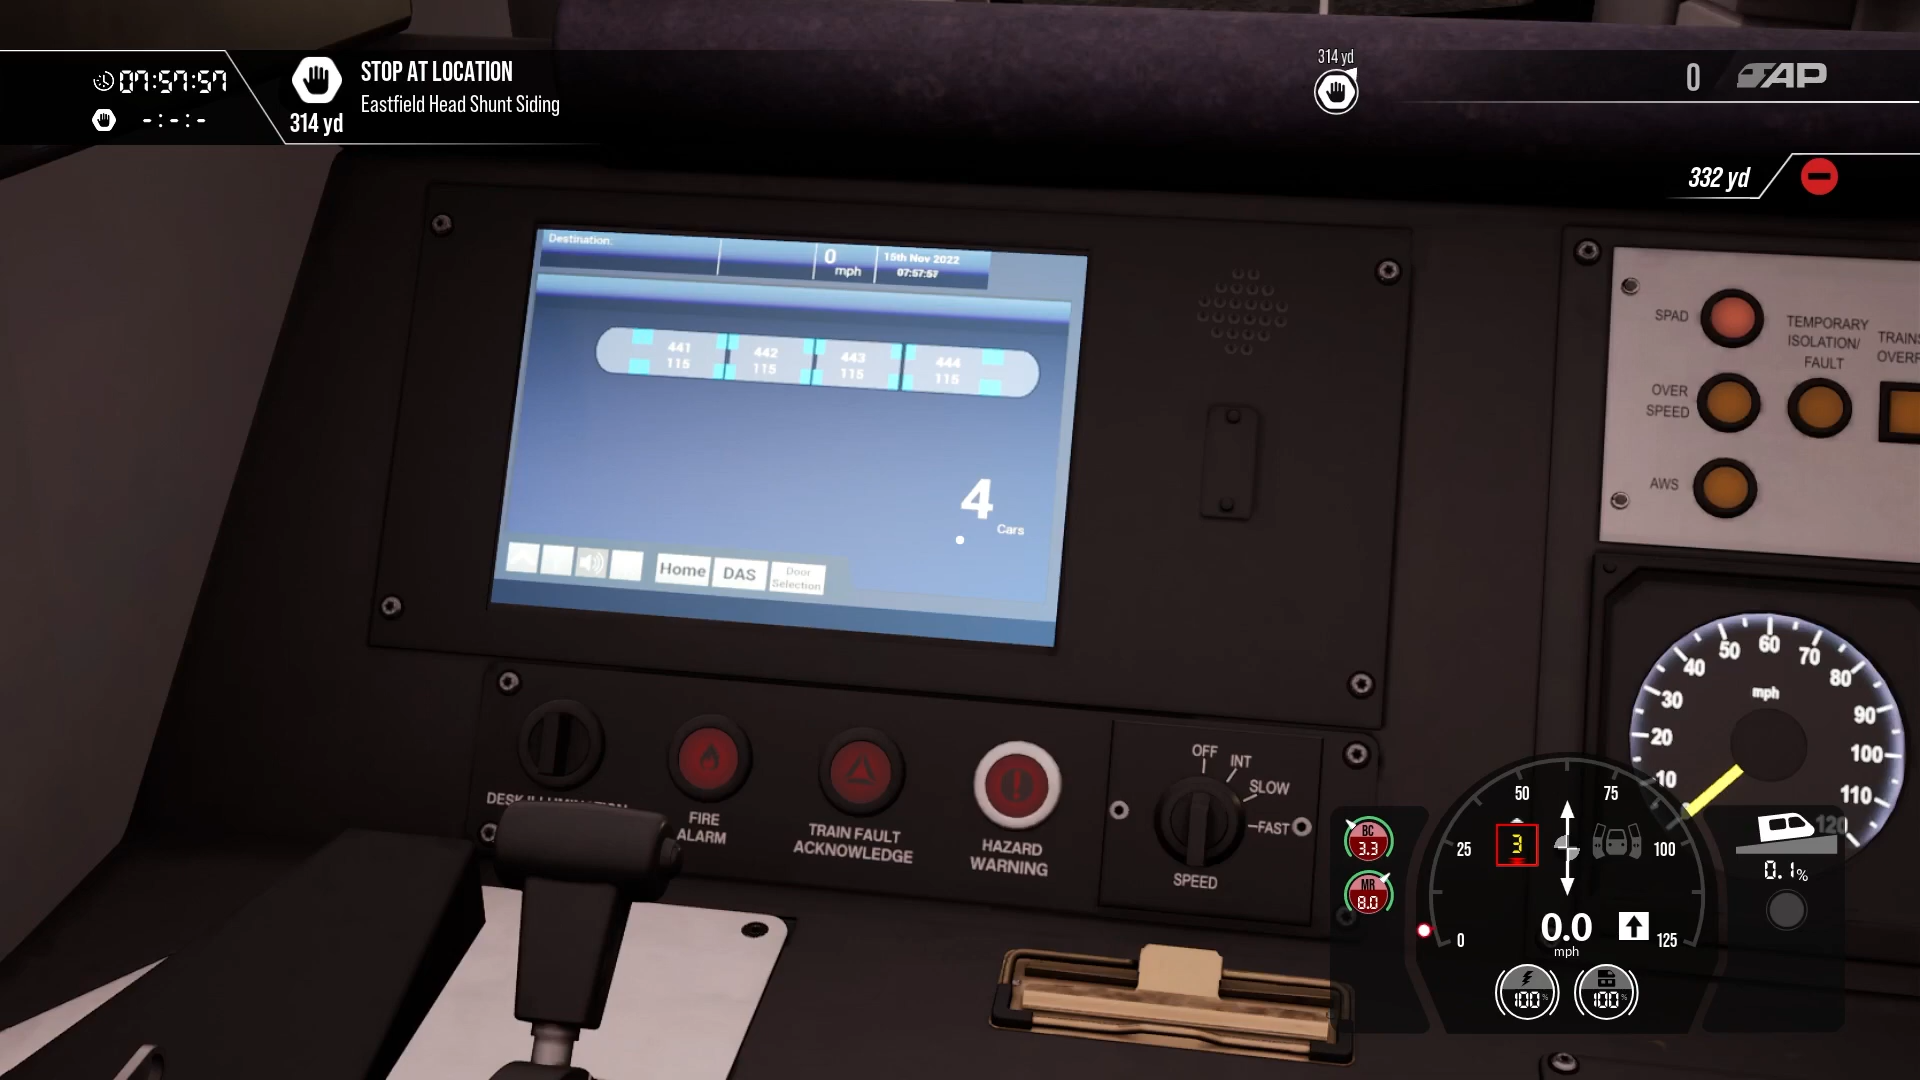 07:57:57
- : - : -
STOP AT LOCATION
Eastfield Head Shunt Siding
314 yd
314 yd
0
AP
332 yd
Destination.
0
mph
15th Nov 2022
07:57:57
441
115
442
115
443
115
444
115
4
Cars
Home
DAS
Door
Selection
SPAD
TEMPORARY
ISOLATION/
FAULT
OVER
SPEED
AWS
FIRE
ALARM
TRAIN FAULT
ACKNOWLEDGE
HAZARD
WARNING
OFF
INT
SLOW
FAST
SPEED
10
20
30
40
50
60
70
80
90
100
110
120
mph
BC
3.3
MR
8.0
0
25
50
75
100
125
3
0.0
mph
100%
100%
0.1%